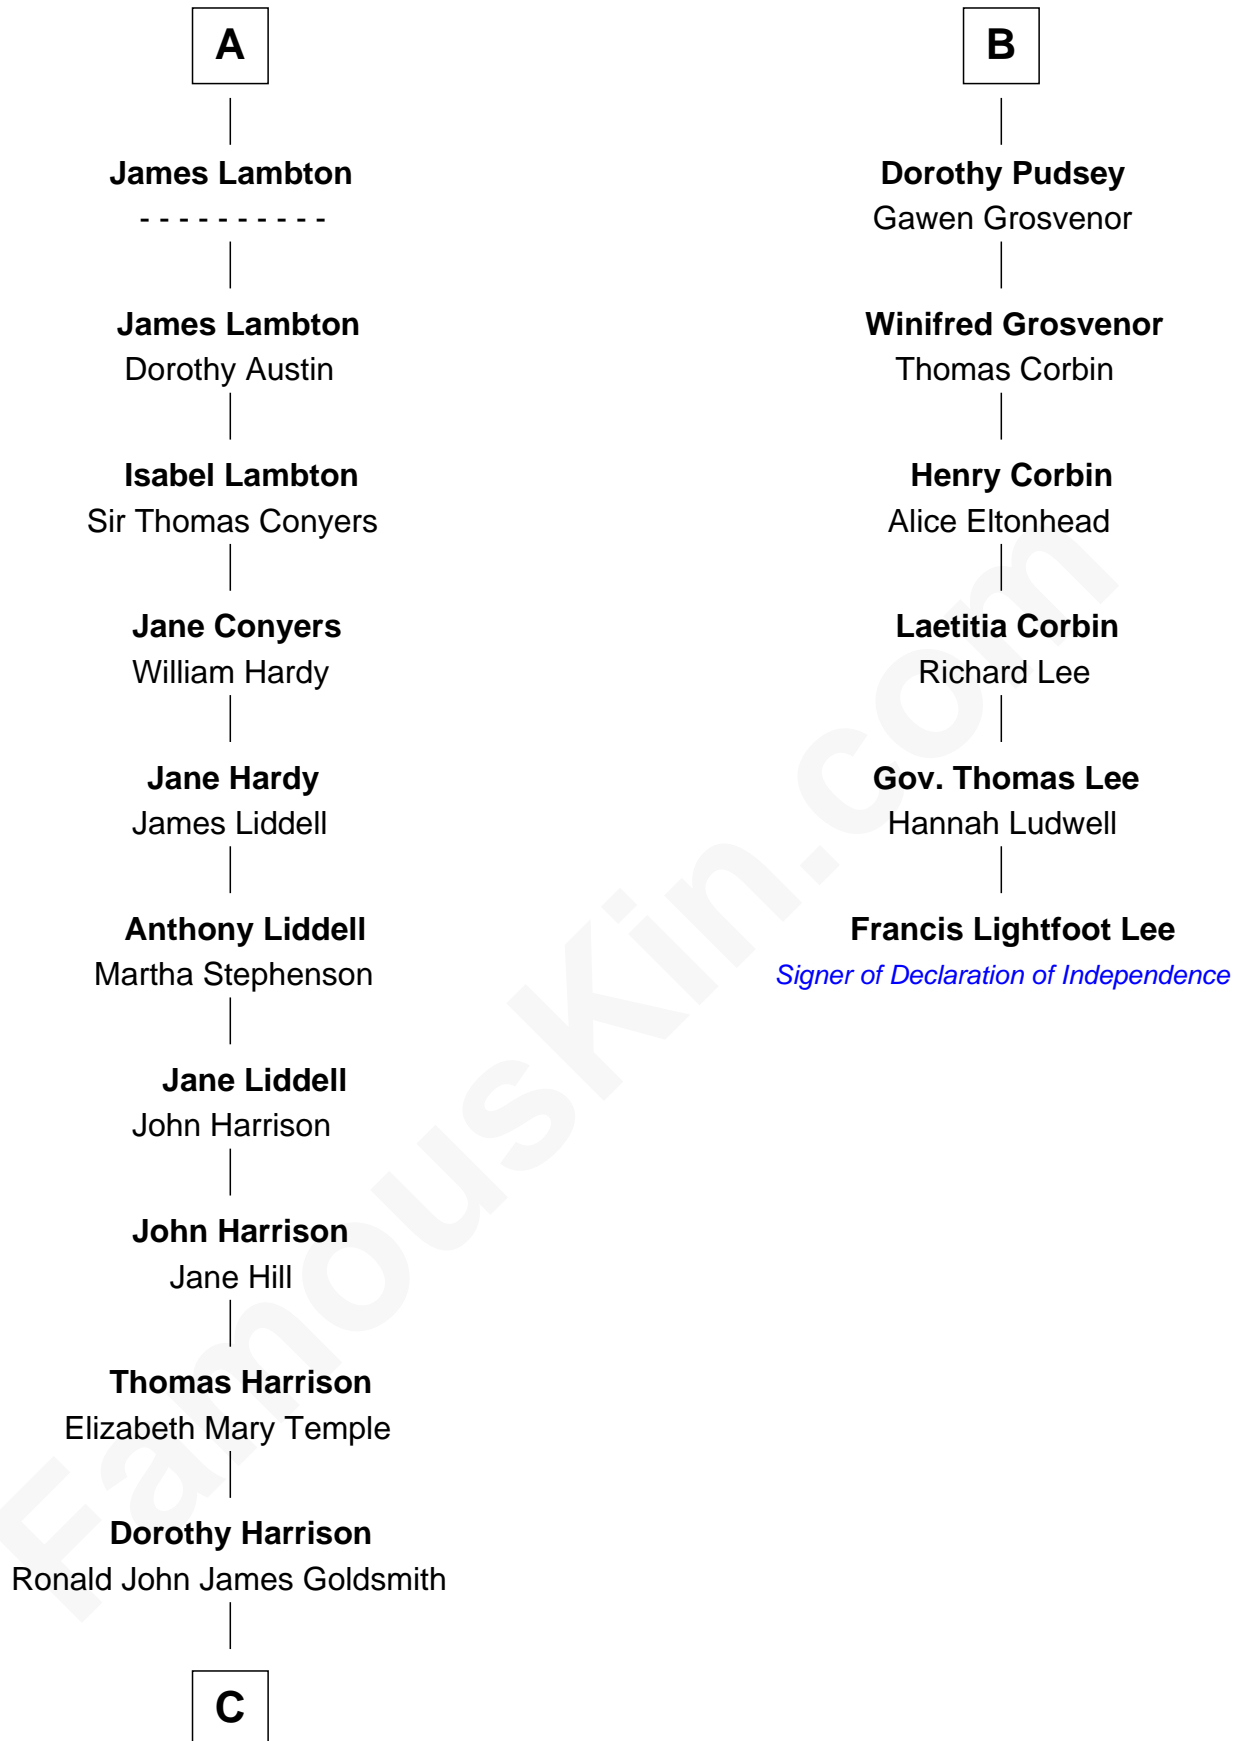 A
James Lambton
- - - - - - - - - -
James Lambton
Dorothy Austin
Isabel Lambton
Sir Thomas Conyers
Jane Conyers
William Hardy
Jane Hardy
James Liddell
Anthony Liddell
Martha Stephenson
Jane Liddell
John Harrison
John Harrison
Jane Hill
Thomas Harrison
Elizabeth Mary Temple
Dorothy Harrison
Ronald John James Goldsmith
C
B
Dorothy Pudsey
Gawen Grosvenor
Winifred Grosvenor
Thomas Corbin
Henry Corbin
Alice Eltonhead
Laetitia Corbin
Richard Lee
Gov. Thomas Lee
Hannah Ludwell
Francis Lightfoot Lee
Signer of Declaration of Independence
FamousKin.com